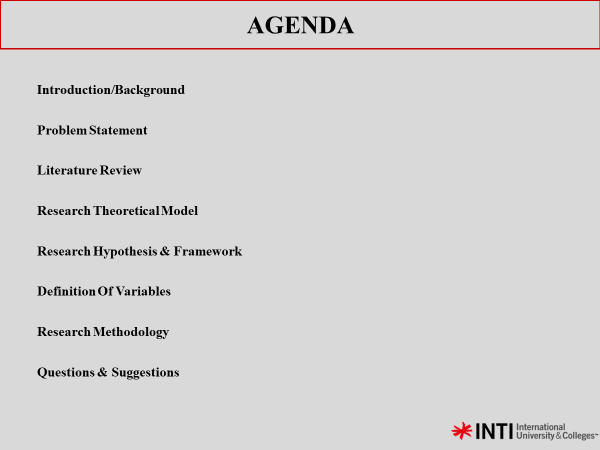 AGENDA
Introduction/Background
Problem Statement
Literature Review
Research Theoretical Model
Research Hypothesis & Framework
Definition Of Variables
Research Methodology
Questions & Suggestions
INTI International
University & Colleges™